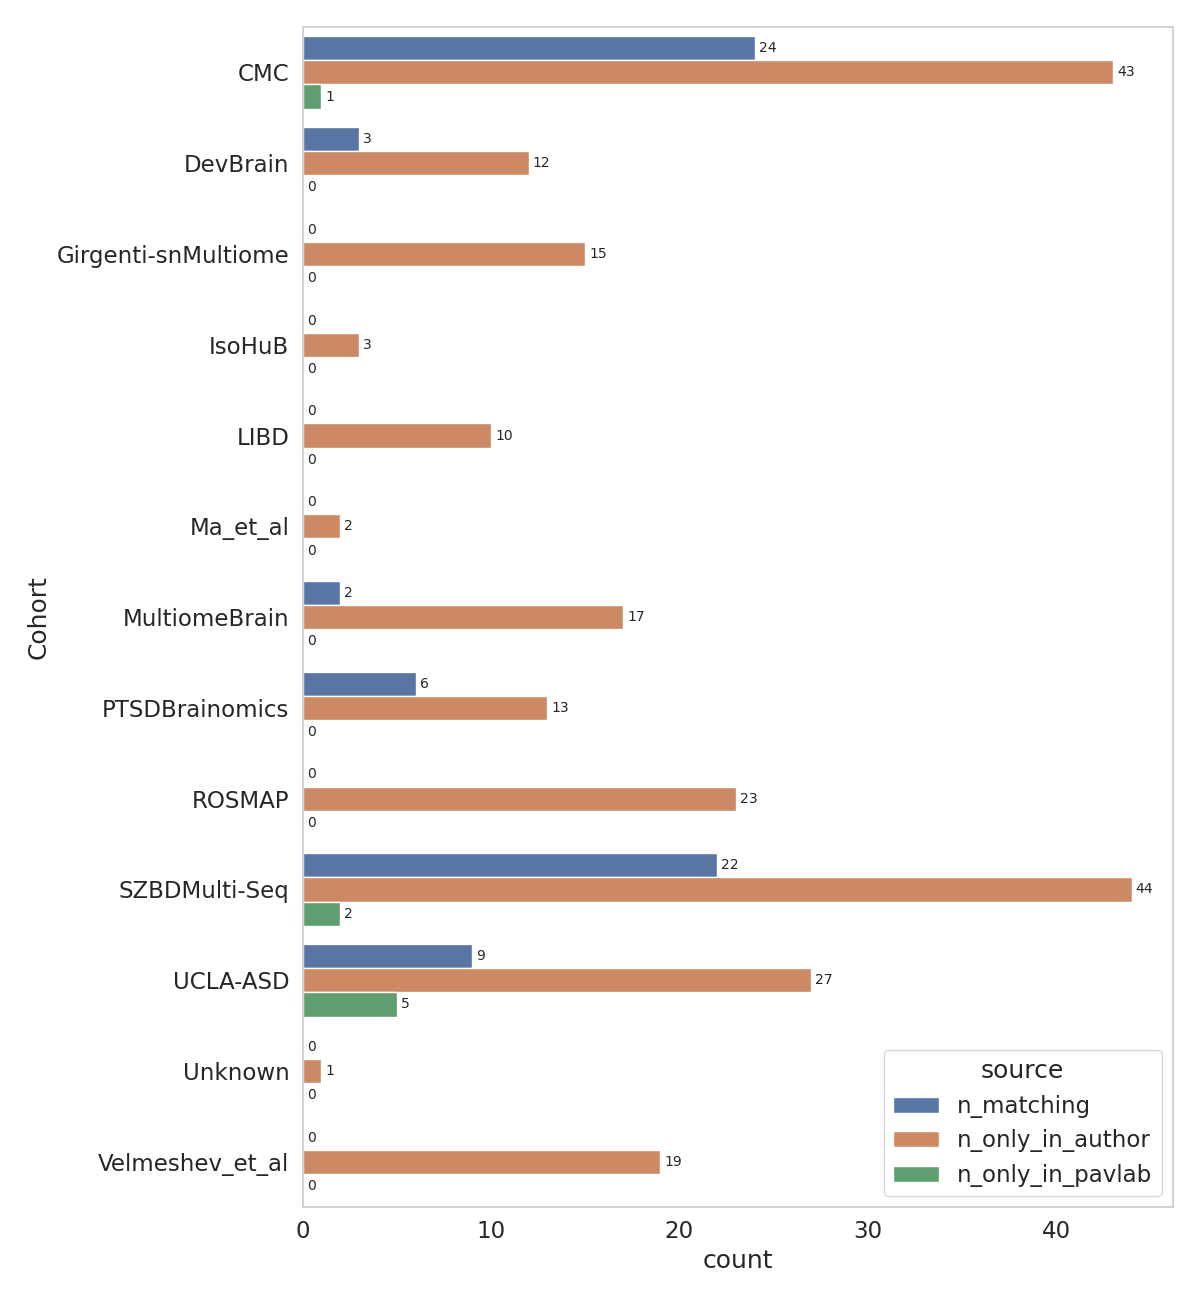 CMC
24
43
1
DevBrain
3
12
0
Girgenti-snMultiome
0
15
0
IsoHuB
0
3
0
LIBD
0
10
0
Ma_et_al
0
2
0
MultiomeBrain
2
17
0
PTSDBrainomics
6
13
0
ROSMAP
0
23
0
SZBDMulti-Seq
22
44
2
UCLA-ASD
9
27
5
Unknown
0
1
0
Velmeshev_et_al
0
19
0
Cohort
0 10 20 30 40
count
source
n_matching
n_only_in_author
n_only_in_pavlab